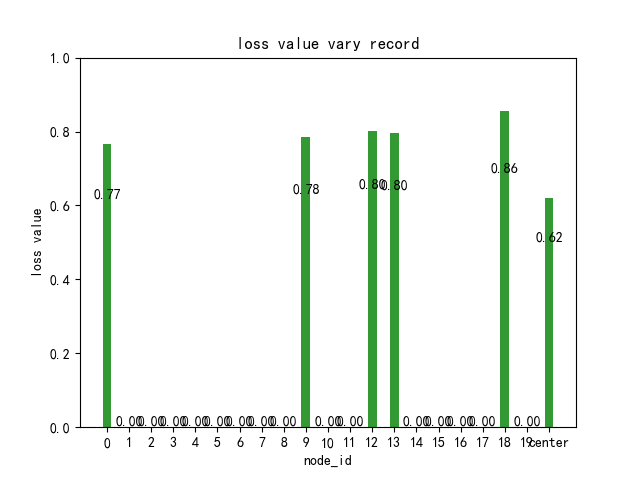 loss value vary record
1.0
0.8
0.6
0.4
0.2
0.0
loss value
0.77 0.00 0.00 0.00 0.00 0.00 0.00 0.00 0.00 0.78 0.00 0.00 0.80 0.80 0.00 0.00 0.00 0.00 0.86 0.00 0.62
0 1 2 3 4 5 6 7 8 9 10 11 12 13 14 15 16 17 18 19 center
node_id